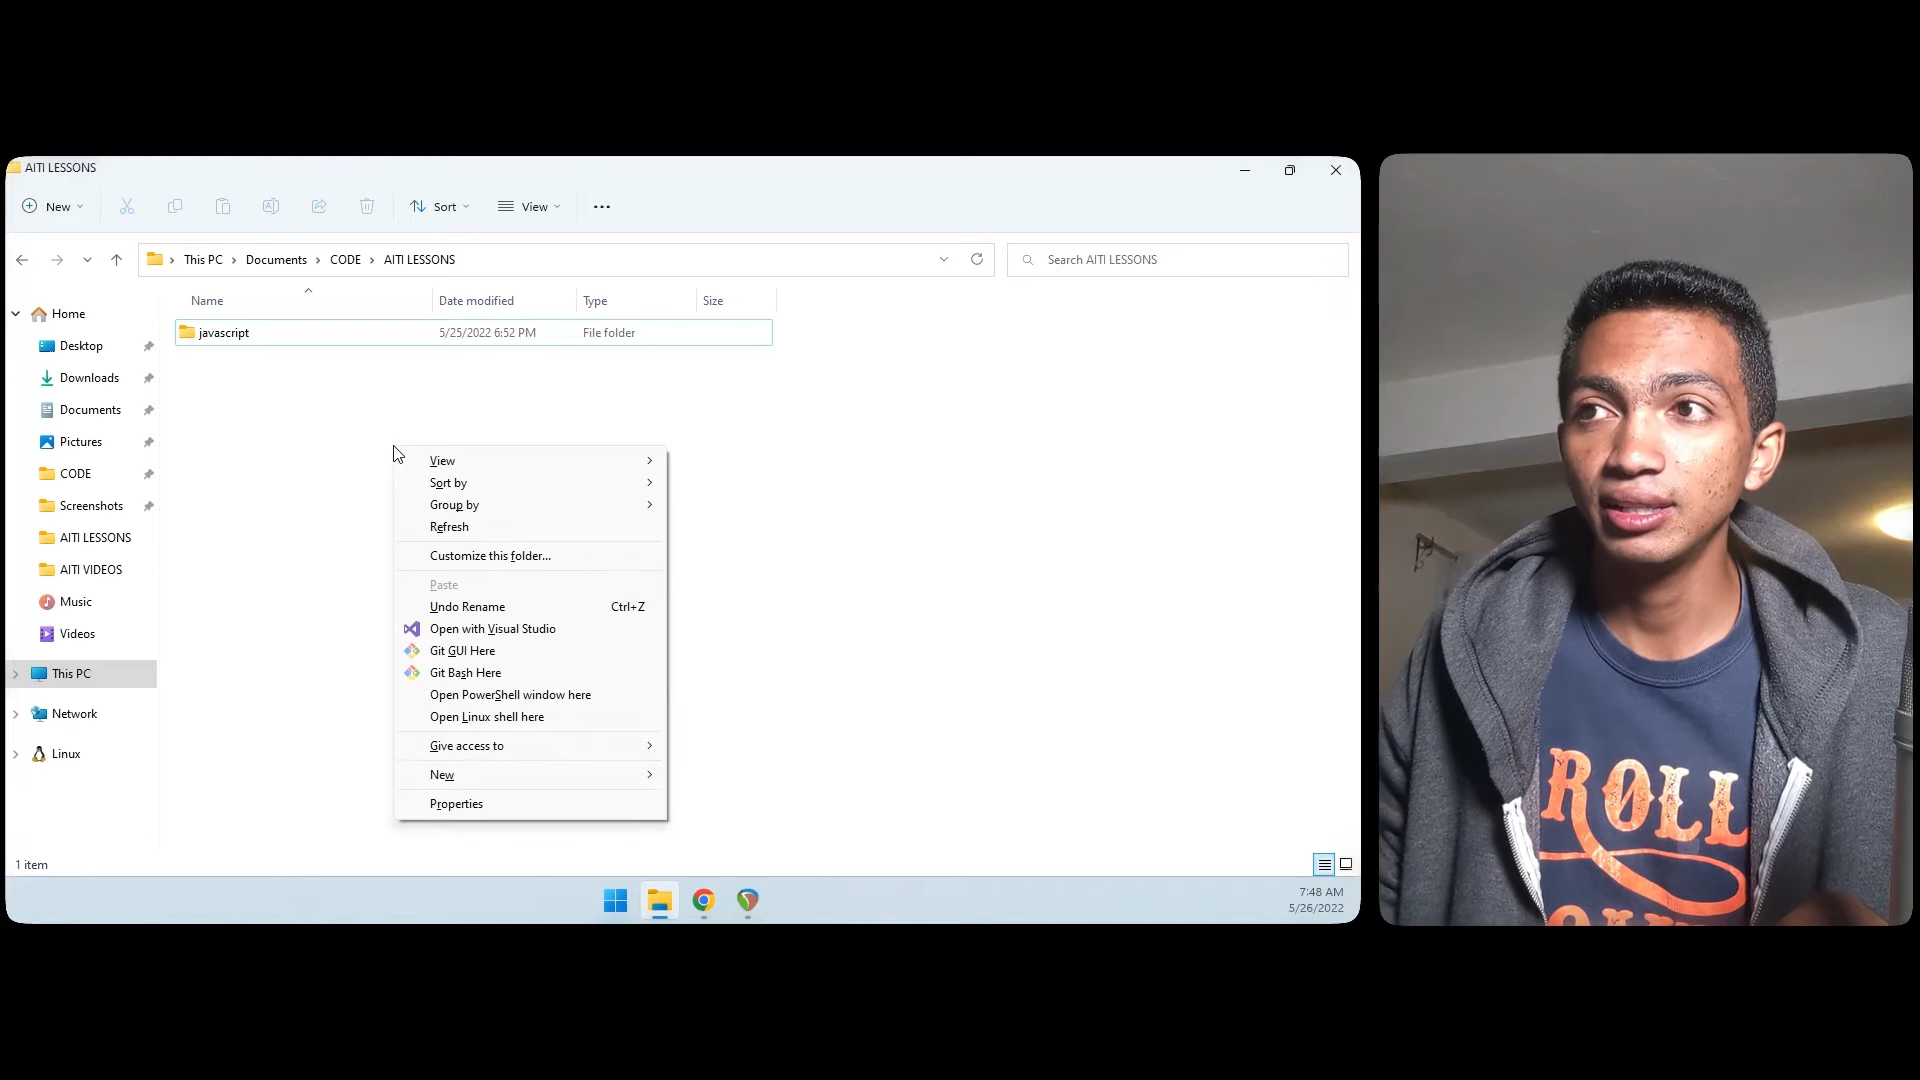 AITI LESSONS
New
Sort
View
This PC
Documents
CODE
AITI LESSONS
Search AITI LESSONS
Name
Date modified
Type
Size
javascript
5/25/2022 6:52 PM
File folder
Home
Desktop
Downloads
Documents
Pictures
CODE
Screenshots
AITI LESSONS
AITI VIDEOS
Music
Videos
This PC
Network
Linux
View
Sort by
Group by
Refresh
Customize this folder...
Paste
Undo Rename Ctrl+Z
Open with Visual Studio
Git GUI Here
Git Bash Here
Open PowerShell window here
Open Linux shell here
Give access to
New
Properties
1 item
7:48 AM
5/26/2022
ROLL